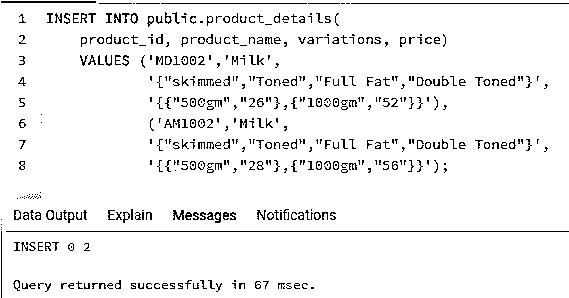 1 INSERT INTO public.product_details(
2 product_id, product_name, variations, price)
3 VALUES ('MD1002','Milk',
4 '{"skimmed","Toned","Full Fat","Double Toned"}',
5 '{{"500gm","26"},{"1000gm","52"}}'),
6 ('AM1002','Milk',
7 '{"skimmed","Toned","Full Fat","Double Toned"}',
8 '{{"500gm","28"},{"1000gm","56"}}');
Data Output Explain Messages Notifications
INSERT 0 2
Query returned successfully in 67 msec.